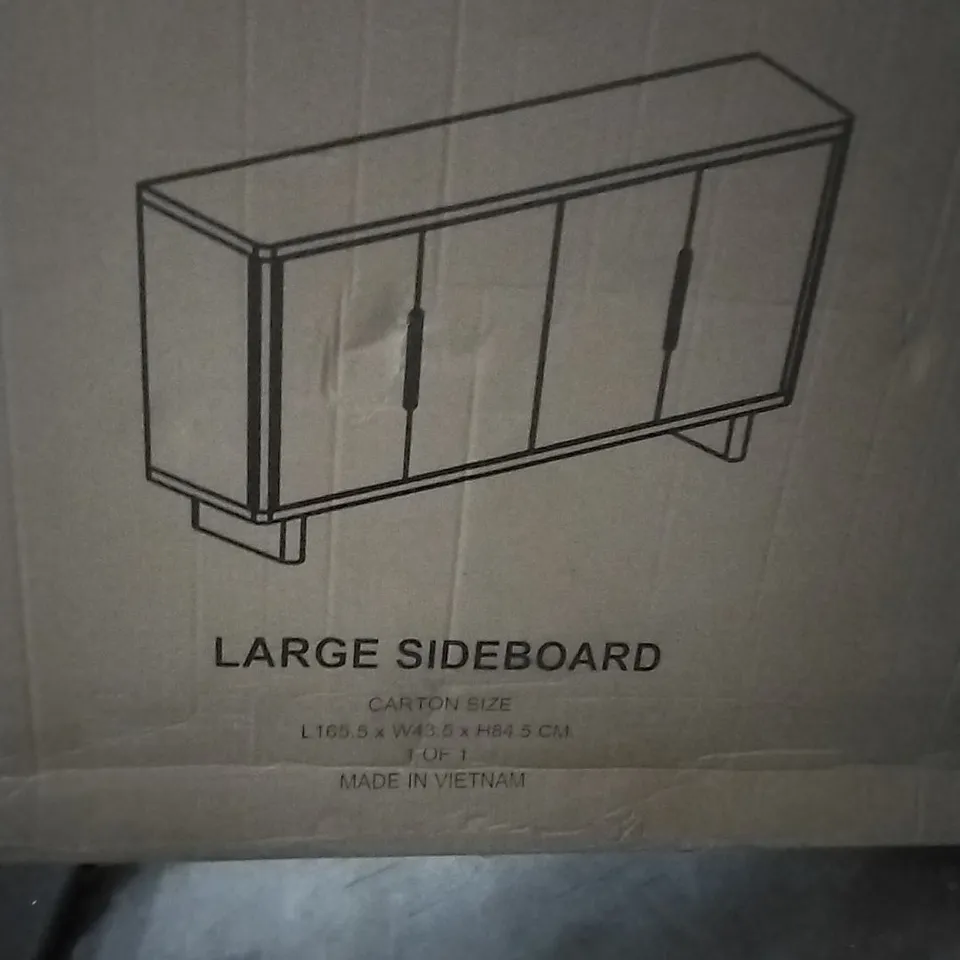 LARGE SIDEBOARD
CARTON SIZE
L165.5 x W43.5 x H84.5 CM
1 OF 1
MADE IN VIETNAM